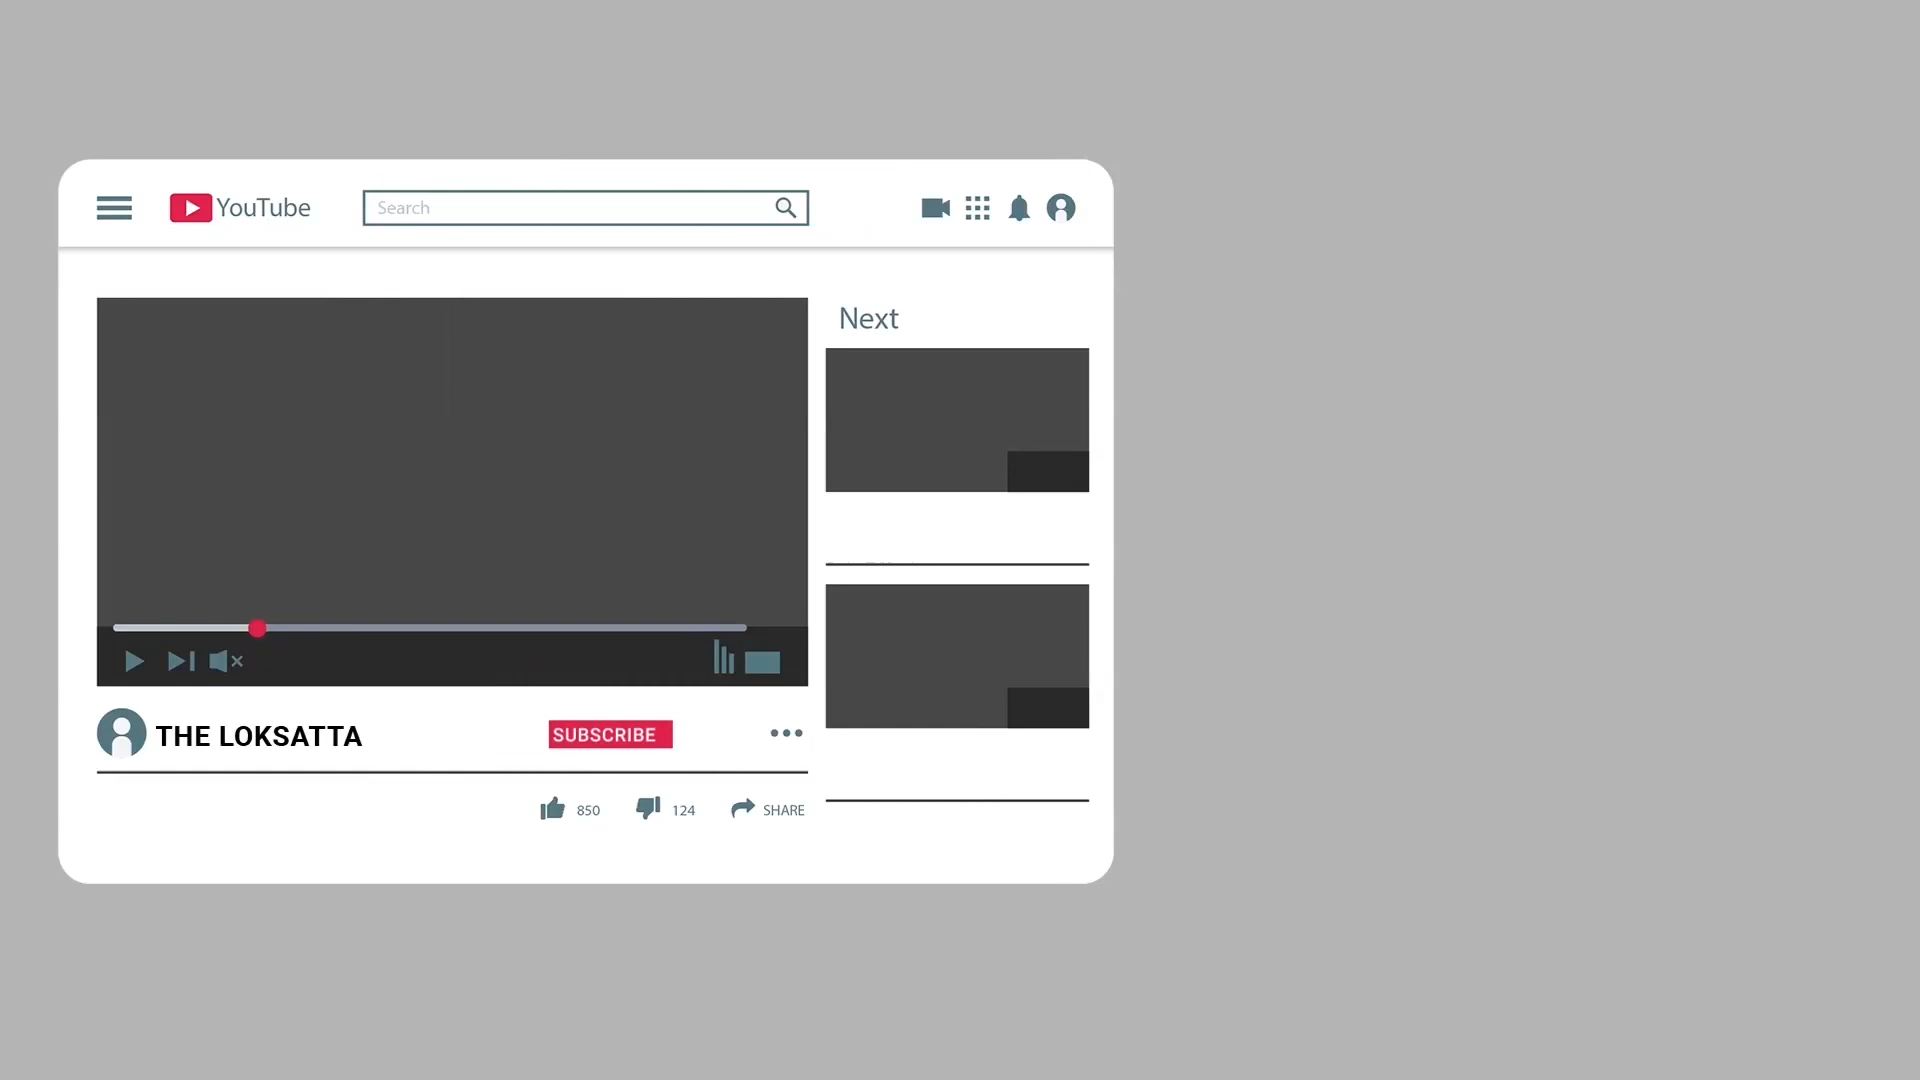 YouTube
Search
Next
THE LOKSATTA
SUBSCRIBE
850
124
SHARE